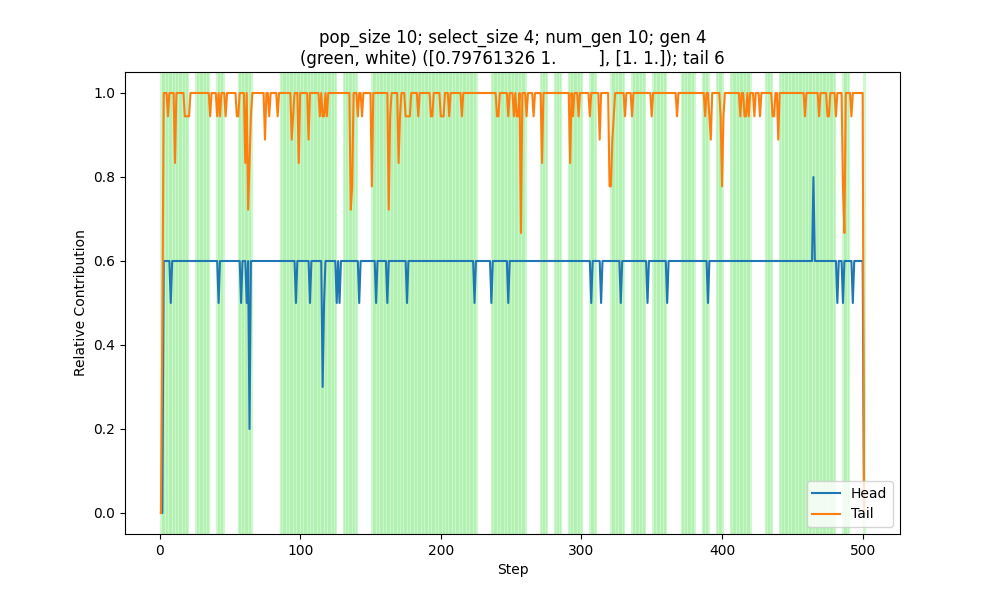 pop_size 10; select_size 4; num_gen 10; gen 4
(green, white) ([0.79761326 1.        ], [1. 1.]); tail 6
Relative Contribution
1.0
0.8
0.6
0.4
0.2
0.0
0
100
200
300
400
500
Step
Head
Tail